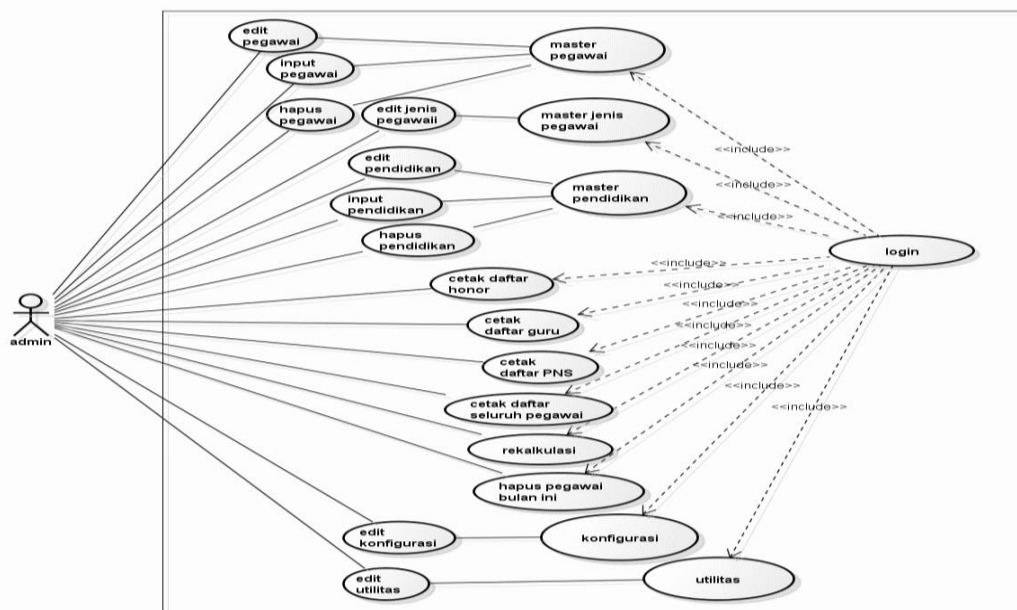 edit
pegawai
master
pegawai
input
pegawai
hapus
pegawai
edit jenis
pegawaii
master jenis
pegawai
<<include>>
edit
pendidikan
<<include>>
master
pendidikan
input
pendidikan
<<include>>
hapus
pendidikan
login
<<include>>
cetak daftar
honor
<<include>>
<<include>>
admin
cetak
daftar guru
<<include>>
<<include>>
cetak
daftar PNS
<<include>>
<<include>>
cetak daftar
seluruh pegawai
<<include>>
rekalkulasi
hapus pegawai
bulan ini
edit
konfigurasi
konfigurasi
edit
utilitas
utilitas